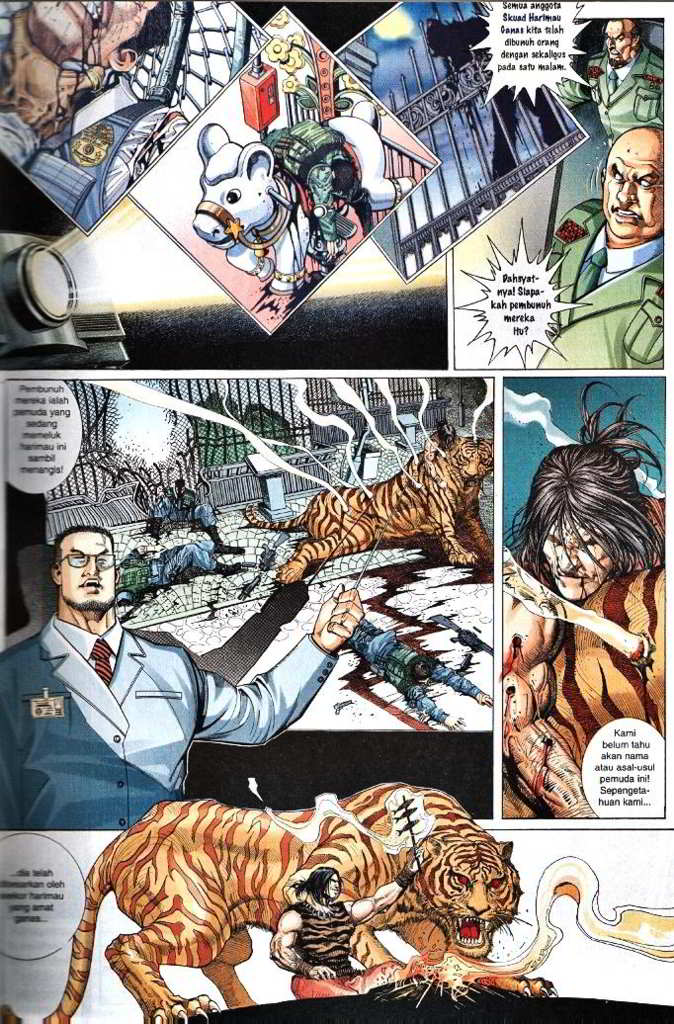 Semua anggota
Skuad Harimau
Ganas kita telah
dibunuh orang
dengan sekaligus
pada satu malam.
Dahsyat-
nya! Siapa-
kah pembunuh
mereka
itu?
Pembunuh
mereka ialah
pemuda yang
sedang
memeluk
harimau ini
sambil
menangis!
Kami
belum tahu
akan nama
atau asal-usul
pemuda ini!
Sepengeta-
huan kami...
...dia telah
dibesarkan oleh
seekor harimau
yang amat
ganas...